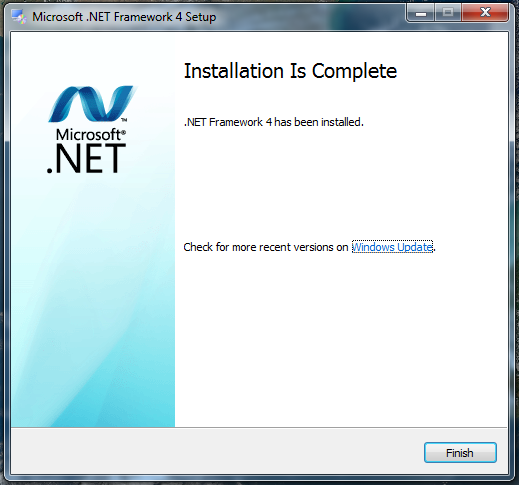 Microsoft .NET Framework 4 Setup
Installation Is Complete
Microsoft®
.NET
™
.NET Framework 4 has been installed.
Check for more recent versions on Windows Update.
Finish